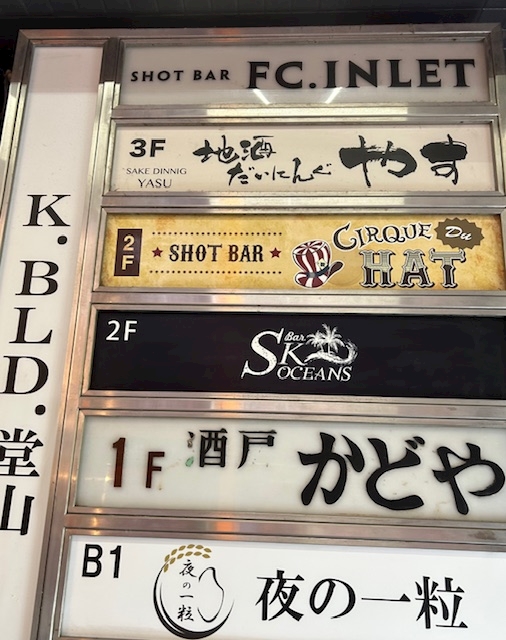 K.BLD.堂山
SHOT BAR FC.INLET
3F 地酒 だいにんぐ やす
SAKE DINNIG
YASU
2F SHOT BAR CIRQUE Du HAT
2F Bar SK OCEANS
1F 酒戸 かどや
B1 夜の一粒 夜の一粒